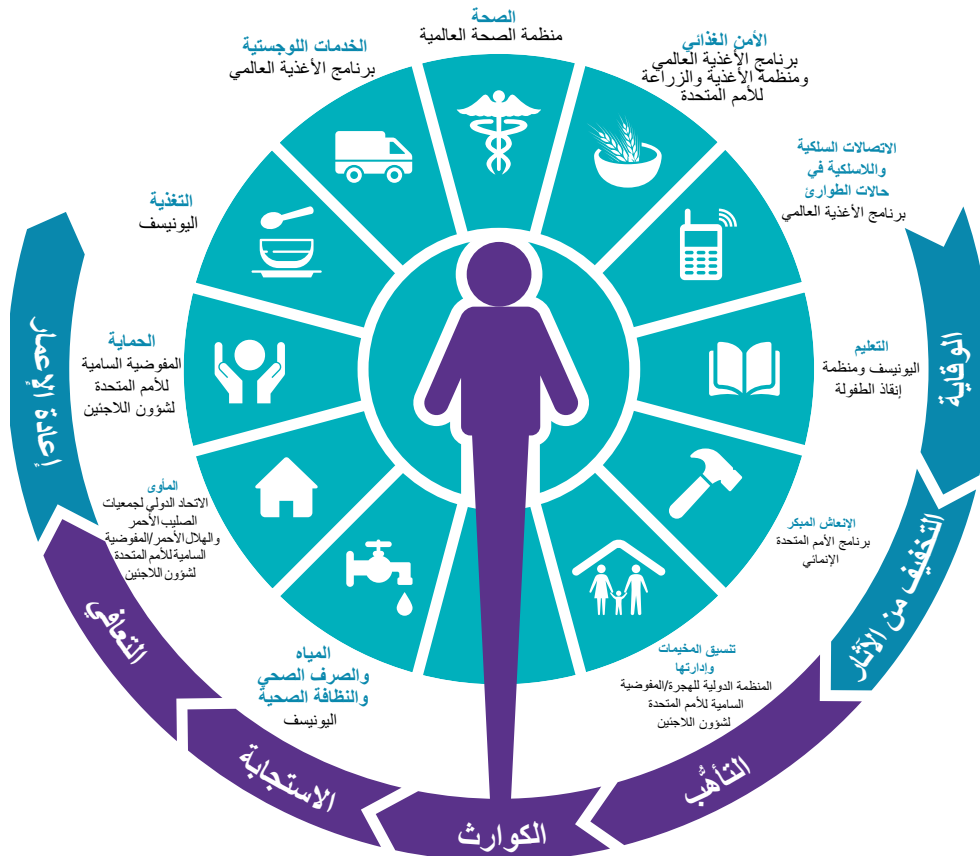 الصحة
منظمة الصحة العالمية
الأمن الغذائي
برنامج الأغذية العالمي
ومنظمة الأغذية والزراعة
للأمم المتحدة
الاتصالات السلكية
واللاسلكية في
حالات الطوارئ
برنامج الأغذية العالمي
التعليم
اليونيسف ومنظمة
إنقاذ الطفولة
الإنعاش المبكر
برنامج الأمم المتحدة
الإنمائي
تنسيق المخيمات
وإدارتها
المنظمة الدولية للهجرة/المفوضية
السامية للأمم المتحدة
لشؤون اللاجئين
المياه
والصرف الصحي
والنظافة الصحية
اليونيسف
المأوى
الاتحاد الدولي لجمعيات
الصليب الأحمر
والهلال الأحمر/المفوضية
السامية للأمم المتحدة
لشؤون اللاجئين
الحماية
المفوضية السامية
للأمم المتحدة
لشؤون اللاجئين
التغذية
اليونيسف
الخدمات اللوجستية
برنامج الأغذية العالمي
الوقاية
التخفيف من الآثار
التأهُّب
الكوارث
الاستجابة
التعافي
إعادة الإعمار